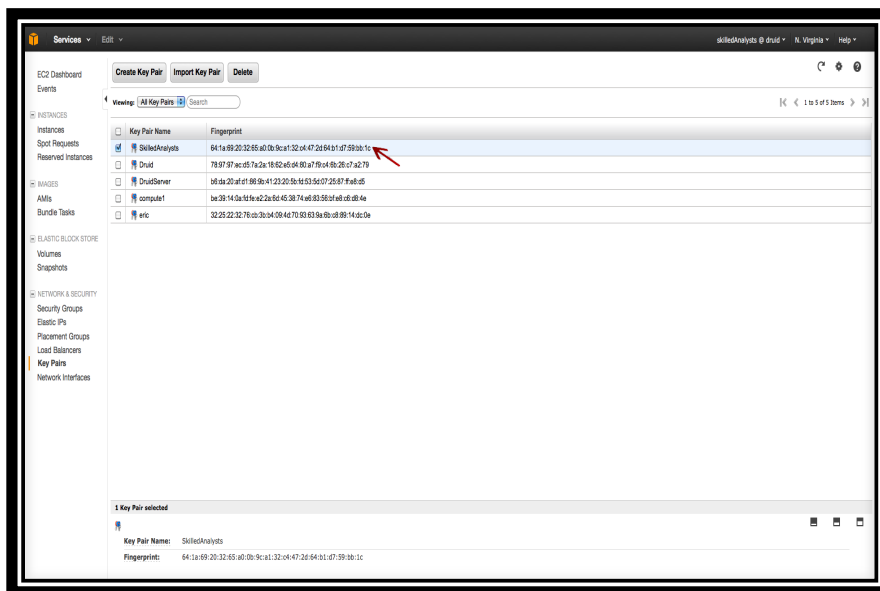 Services Edit skilledAnalysts @ druid N. Virginia Help
EC2 Dashboard
Events
INSTANCES
Instances
Spot Requests
Reserved Instances
IMAGES
AMIs
Bundle Tasks
ELASTIC BLOCK STORE
Volumes
Snapshots
NETWORK & SECURITY
Security Groups
Elastic IPs
Placement Groups
Load Balancers
Key Pairs
Network Interfaces
Create Key Pair Import Key Pair Delete
Viewing: All Key Pairs Search 1 to 5 of 5 Items
Key Pair Name Fingerprint
SkilledAnalysts 64:1a:69:20:32:65:a0:0b:9c:a1:32:c4:47:2d:64:b1:d7:59:bb:1c
Druid 78:97:97:ec:d5:7a:2a:18:62:e5:d4:80:a7:f9:c4:6b:26:c7:a2:79
DruidServer b6:da:20:af:d1:66:9b:41:23:20:5b:fd:53:5d:07:25:87:ff:e8:d5
compute1 be:39:14:0a:fd:fe:e2:2a:6d:45:38:74:e6:83:56:bf:e8:c6:d8:4e
eric 32:25:22:32:76:cb:3b:b4:09:4d:70:93:63:9a:6b:c8:89:14:dc:0e
1 Key Pair selected
Key Pair Name: SkilledAnalysts
Fingerprint: 64:1a:69:20:32:65:a0:0b:9c:a1:32:c4:47:2d:64:b1:d7:59:bb:1c